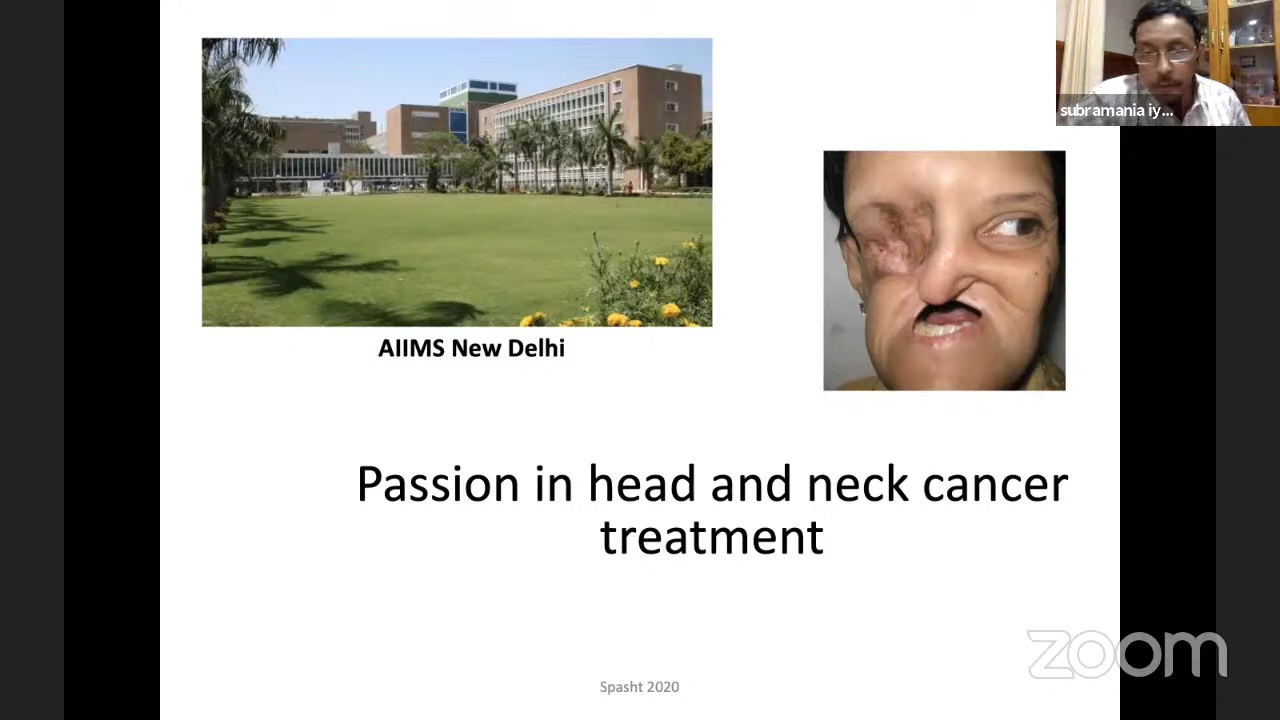 subramania iy...
AIIMS New Delhi
Passion in head and neck cancer
treatment
zoom
Spasht 2020